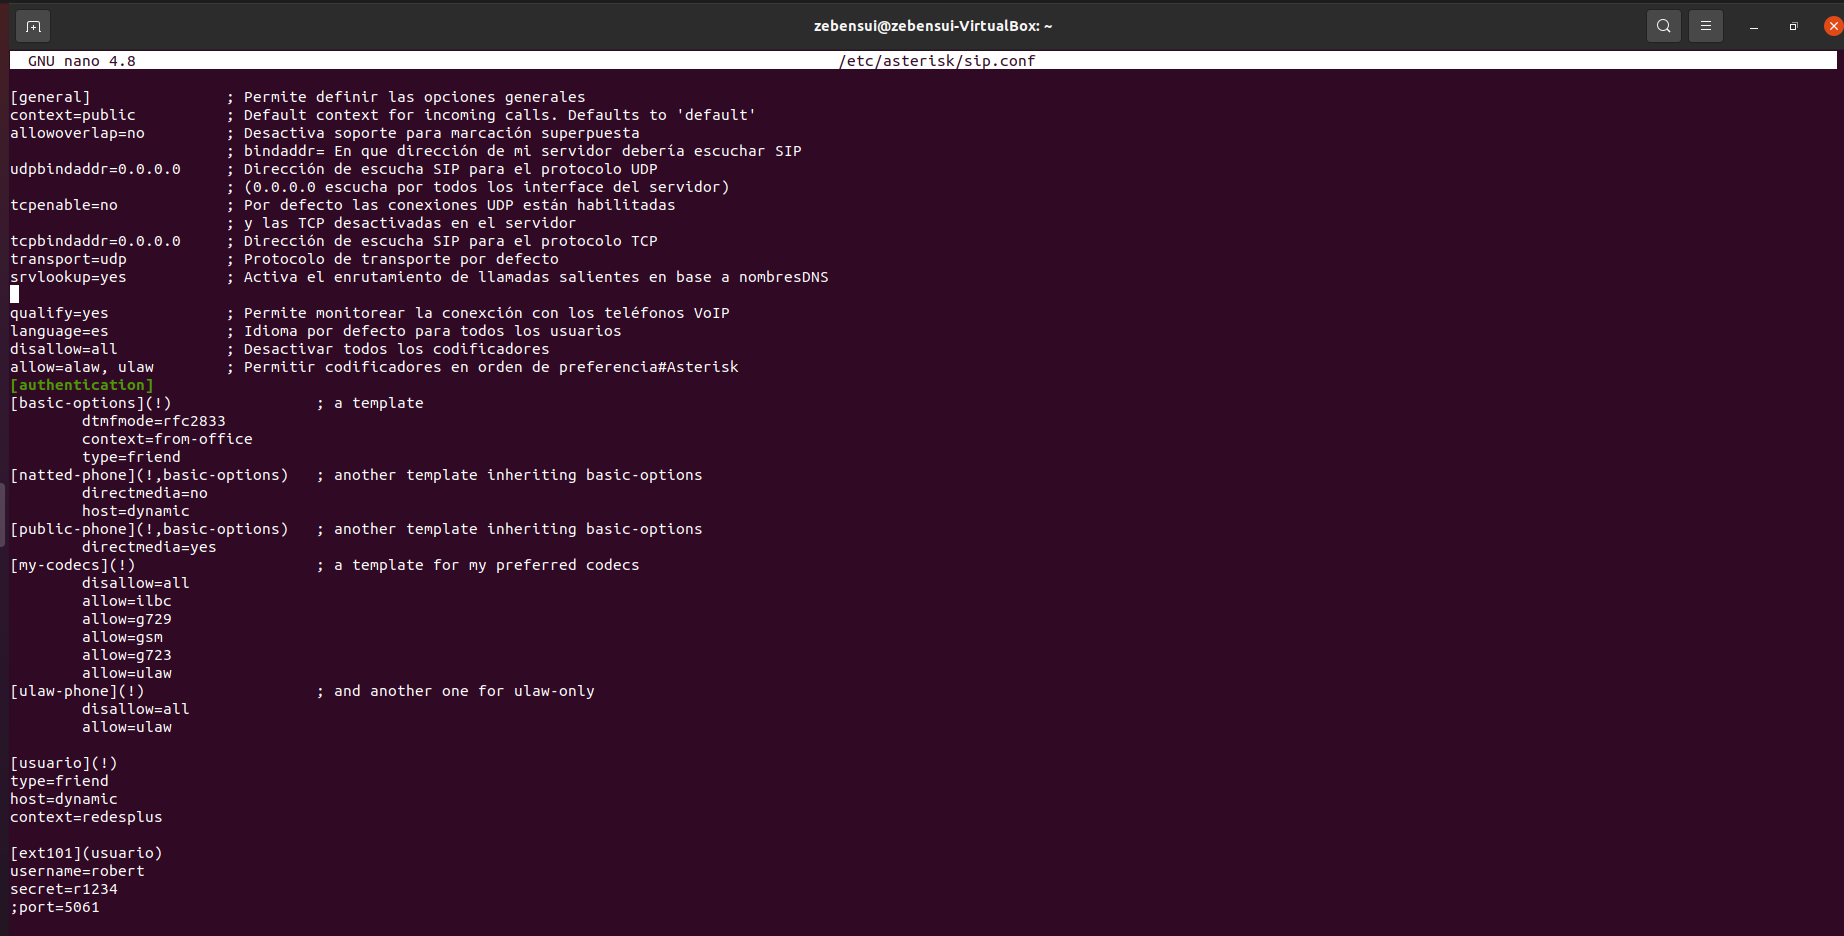 zebensui@zebensui-VirtualBox: ~
GNU nano 4.8 /etc/asterisk/sip.conf
[general] ; Permite definir las opciones generales
context=public ; Default context for incoming calls. Defaults to 'default'
allowoverlap=no ; Desactiva soporte para marcación superpuesta
; bindaddr= En que dirección de mi servidor debería escuchar SIP
udpbindaddr=0.0.0.0 ; Dirección de escucha SIP para el protocolo UDP
; (0.0.0.0 escucha por todos los interface del servidor)
tcpenable=no ; Por defecto las conexiones UDP están habilitadas
; y las TCP desactivadas en el servidor
tcpbindaddr=0.0.0.0 ; Dirección de escucha SIP para el protocolo TCP
transport=udp ; Protocolo de transporte por defecto
srvlookup=yes ; Activa el enrutamiento de llamadas salientes en base a nombresDNS
qualify=yes ; Permite monitorear la conexción con los teléfonos VoIP
language=es ; Idioma por defecto para todos los usuarios
disallow=all ; Desactivar todos los codificadores
allow=alaw, ulaw ; Permitir codificadores en orden de preferencia#Asterisk
[authentication]
[basic-options](!) ; a template
dtmfmode=rfc2833
context=from-office
type=friend
[natted-phone](!,basic-options) ; another template inheriting basic-options
directmedia=no
host=dynamic
[public-phone](!,basic-options) ; another template inheriting basic-options
directmedia=yes
[my-codecs](!) ; a template for my preferred codecs
disallow=all
allow=ilbc
allow=g729
allow=gsm
allow=g723
allow=ulaw
[ulaw-phone](!) ; and another one for ulaw-only
disallow=all
allow=ulaw
[usuario](!)
type=friend
host=dynamic
context=redesplus
[ext101](usuario)
username=robert
secret=r1234
;port=5061